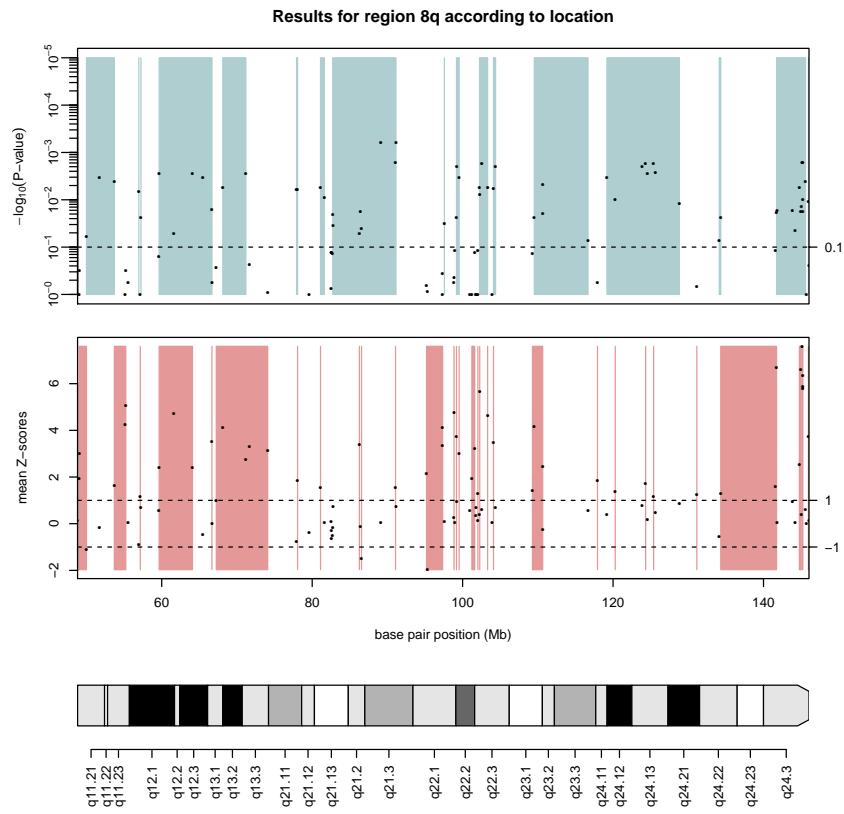 Results for region 8q according to location
−log10(P−value)
10−5
10−4
10−3
10−2
10−1
10−0
0.1
mean Z−scores
6
4
2
0
−2
1
−1
60 80 100 120 140
base pair position (Mb)
q11.21 q11.22 q11.23 q12.1 q12.2 q12.3 q13.1 q13.2 q13.3 q21.11 q21.12 q21.13 q21.2 q21.3 q22.1 q22.2 q22.3 q23.1 q23.2 q23.3 q24.11 q24.12 q24.13 q24.21 q24.22 q24.23 q24.3